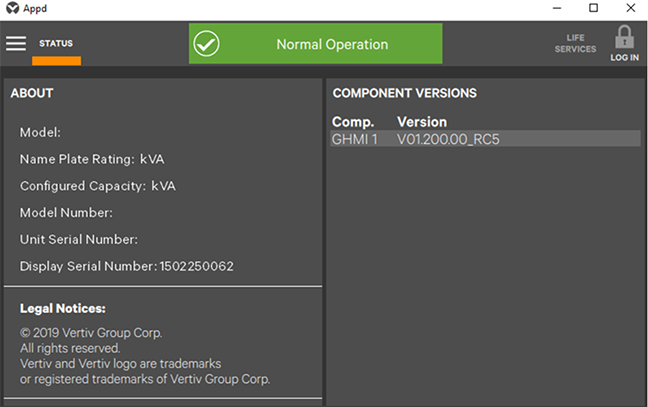 Appd
STATUS
Normal Operation
LIFE
SERVICES
LOG IN
ABOUT
Model:
Name Plate Rating: kVA
Configured Capacity: kVA
Model Number:
Unit Serial Number:
Display Serial Number: 1502250062
Legal Notices:
© 2019 Vertiv Group Corp.
All rights reserved.
Vertiv and Vertiv logo are trademarks
or registered trademarks of Vertiv Group Corp.
COMPONENT VERSIONS
Comp. Version
GHMI 1 V01.200.00_RC5